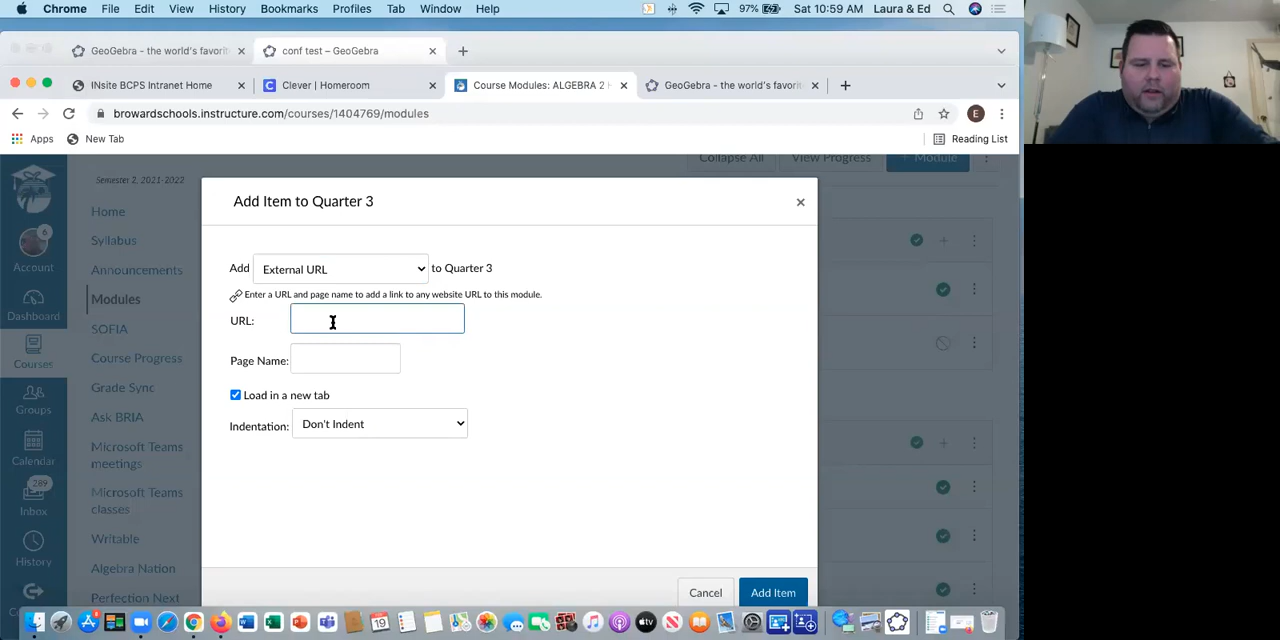 Chrome File Edit View History Bookmarks Profiles Tab Window Help 97% Sat 10:59 AM Laura & Ed
GeoGebra - the world's favorit conf test – GeoGebra
INsite BCPS Intranet Home Clever | Homeroom Course Modules: ALGEBRA 2 H GeoGebra - the world's favorit
browardschools.instructure.com/courses/1404769/modules E
Apps New Tab Reading List
Semester 2, 2021-2022
Collapse All View Progress + Module
Home
Syllabus
Announcements
Modules
SOFIA
Course Progress
Grade Sync
Ask BRIA
Microsoft Teams
meetings
Microsoft Teams
classes
Writable
Algebra Nation
Perfection Next
6
Account
Dashboard
Courses
Groups
Calendar
289
Inbox
History
Add Item to Quarter 3
Add External URL to Quarter 3
Enter a URL and page name to add a link to any website URL to this module.
URL:
Page Name:
Load in a new tab
Indentation: Don't Indent
Cancel Add Item